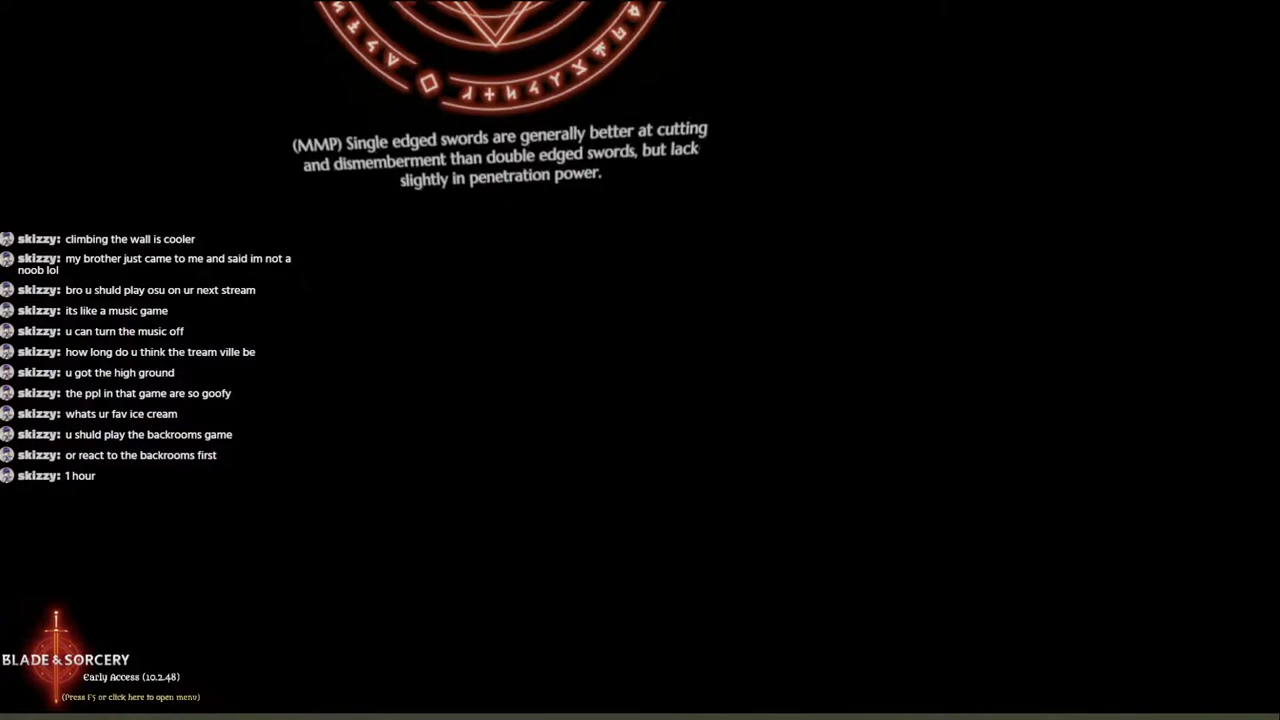 (MMP) Single edged swords are generally better at cutting
and dismemberment than double edged swords, but lack
slightly in penetration power.
skizzy: climbing the wall is cooler
skizzy: my brother just came to me and said im not a
noob lol
skizzy: bro u shuld play osu on ur next stream
skizzy: its like a music game
skizzy: u can turn the music off
skizzy: how long do u think the tream ville be
skizzy: u got the high ground
skizzy: the ppl in that game are so goofy
skizzy: whats ur fav ice cream
skizzy: u shuld play the backrooms game
skizzy: or react to the backrooms first
skizzy: 1 hour
BLADE & SORCERY
Early Access (10.2.48)
(Press F5 or click here to open menu)